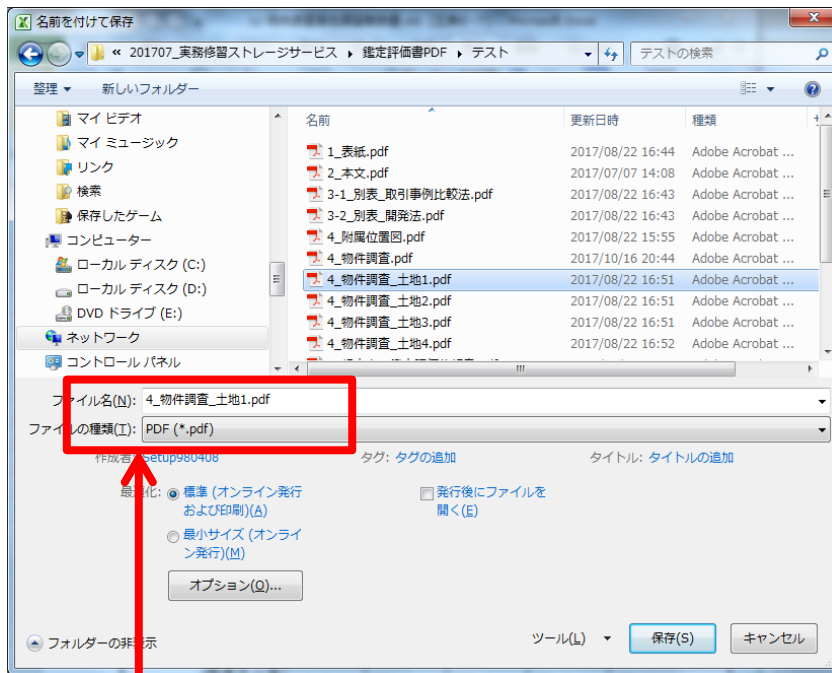 名前を付けて保存
« 201707_実務修習ストレージサービス ▸ 鑑定評価書PDF ▸ テスト
テストの検索
整理 ▼ 新しいフォルダー
マイ ビデオ
マイ ミュージック
リンク
検索
保存したゲーム
コンピューター
ローカル ディスク (C:)
ローカル ディスク (D:)
DVD ドライブ (E:)
ネットワーク
コントロール パネル
名前 更新日時 種類
1_表紙.pdf 2017/08/22 16:44 Adobe Acrobat ...
2_本文.pdf 2017/07/07 14:08 Adobe Acrobat ...
3-1_別表_取引事例比較法.pdf 2017/08/22 16:43 Adobe Acrobat ...
3-2_別表_開発法.pdf 2017/08/22 16:43 Adobe Acrobat ...
4_附属位置図.pdf 2017/08/22 15:55 Adobe Acrobat ...
4_物件調査.pdf 2017/10/16 20:44 Adobe Acrobat ...
4_物件調査_土地1.pdf 2017/08/22 16:51 Adobe Acrobat ...
4_物件調査_土地2.pdf 2017/08/22 16:51 Adobe Acrobat ...
4_物件調査_土地3.pdf 2017/08/22 16:51 Adobe Acrobat ...
4_物件調査_土地4.pdf 2017/08/22 16:52 Adobe Acrobat ...
ファイル名(N): 4_物件調査_土地1.pdf
ファイルの種類(T): PDF (*.pdf)
作成者: Setup980408 タグ: タグの追加 タイトル: タイトルの追加
最適化: 標準 (オンライン発行
および印刷)(A)
最小サイズ (オンライ
ン発行)(M)
発行後にファイルを
開く(E)
オプション(O)...
フォルダーの非表示
ツール(L) ▼ 保存(S) キャンセル